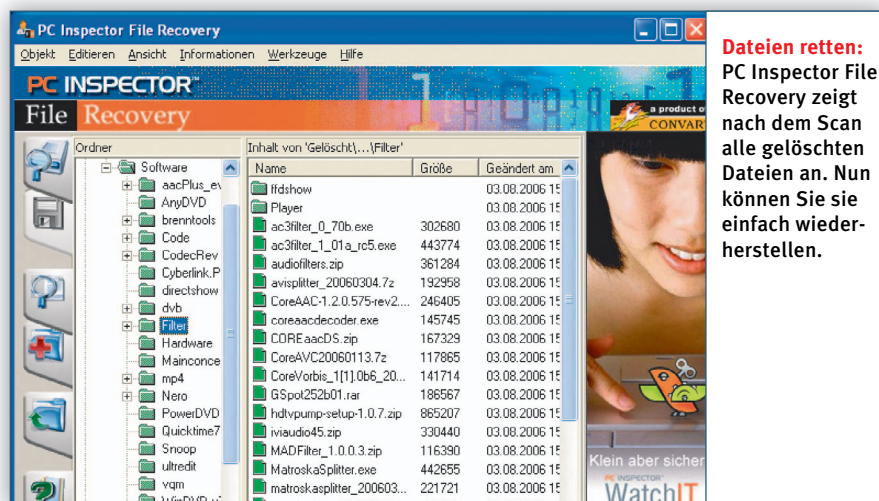 PC Inspector File Recovery
Objekt Editieren Ansicht Informationen Werkzeuge Hilfe
PC INSPECTOR™
File Recovery
a product o
CONVAR
Ordner
Software
aacPlus_ev
AnyDVD
brenntools
Code
CodecRev
Cyberlink.P
directshow
dvb
Filter
Hardware
Mainconce
mp4
Nero
PowerDVD
Quicktime7
Snoop
ultredit
vqm
Inhalt von 'Gelöscht\...\Filter'
Name Größe Geändert am
ffdshow 03.08.2006 15
Player 03.08.2006 15
ac3filter_0_70b.exe 302680 03.08.2006 15
ac3filter_1_01a_rc5.exe 443774 03.08.2006 15
audiofilters.zip 361284 03.08.2006 15
avisplitter_20060304.7z 192958 03.08.2006 15
CoreAAC-1.2.0.575-rev2.... 246405 03.08.2006 15
coreaacdecoder.exe 145745 03.08.2006 15
COREaacDS.zip 167329 03.08.2006 15
CoreAVC20060113.7z 117865 03.08.2006 15
CoreVorbis_1[1].0b6_20... 141714 03.08.2006 15
GSpot252b01.rar 186567 03.08.2006 15
hdtvpump-setup-1.0.7.zip 865207 03.08.2006 15
iviaudio45.zip 330440 03.08.2006 15
MADFilter_1.0.0.3.zip 116390 03.08.2006 15
MatroskaSplitter.exe 442655 03.08.2006 15
matroskasplitter_200603... 221721 03.08.2006 15
Klein aber sicher
PC INSPECTOR™
WatchIT
Dateien retten:
PC Inspector File
Recovery zeigt
nach dem Scan
alle gelöschten
Dateien an. Nun
können Sie sie
einfach wieder-
herstellen.